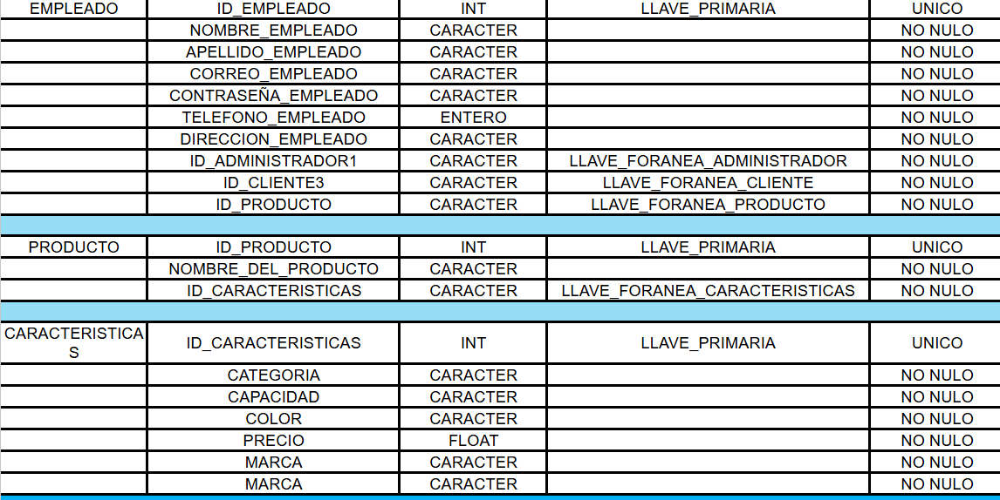 EMPLEADO ID_EMPLEADO INT LLAVE_PRIMARIA UNICO
NOMBRE_EMPLEADO CARACTER NO NULO
APELLIDO_EMPLEADO CARACTER NO NULO
CORREO_EMPLEADO CARACTER NO NULO
CONTRASEÑA_EMPLEADO CARACTER NO NULO
TELEFONO_EMPLEADO ENTERO NO NULO
DIRECCION_EMPLEADO CARACTER NO NULO
ID_ADMINISTRADOR1 CARACTER LLAVE_FORANEA_ADMINISTRADOR NO NULO
ID_CLIENTE3 CARACTER LLAVE_FORANEA_CLIENTE NO NULO
ID_PRODUCTO CARACTER LLAVE_FORANEA_PRODUCTO NO NULO
PRODUCTO ID_PRODUCTO INT LLAVE_PRIMARIA UNICO
NOMBRE_DEL_PRODUCTO CARACTER NO NULO
ID_CARACTERISTICAS CARACTER LLAVE_FORANEA_CARACTERISTICAS NO NULO
CARACTERISTICA
S ID_CARACTERISTICAS INT LLAVE_PRIMARIA UNICO
CATEGORIA CARACTER NO NULO
CAPACIDAD CARACTER NO NULO
COLOR CARACTER NO NULO
PRECIO FLOAT NO NULO
MARCA CARACTER NO NULO
MARCA CARACTER NO NULO